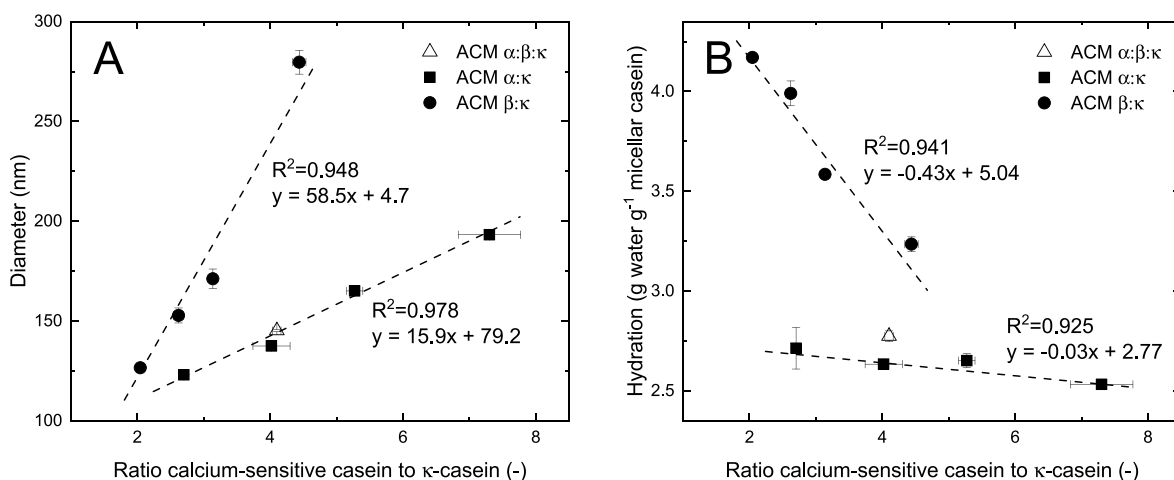 A
300
250
200
150
100
Diameter (nm)
ACM α:β:κ
ACM α:κ
ACM β:κ
R²=0.948
y = 58.5x + 4.7
R²=0.978
y = 15.9x + 79.2
2 4 6 8
Ratio calcium-sensitive casein to κ-casein (-)
B
4.0
3.5
3.0
2.5
Hydration (g water g⁻¹ micellar casein)
ACM α:β:κ
ACM α:κ
ACM β:κ
R²=0.941
y = -0.43x + 5.04
R²=0.925
y = -0.03x + 2.77
2 4 6 8
Ratio calcium-sensitive casein to κ-casein (-)